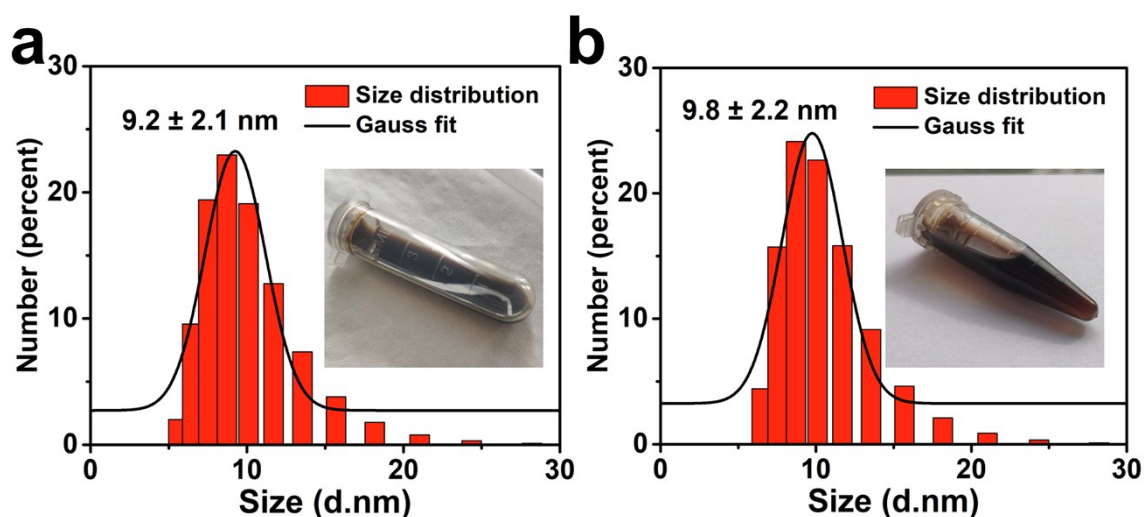 a
30
20
10
0
0
10
20
30
Number (percent)
Size (d.nm)
9.2 ± 2.1 nm
Size distribution
Gauss fit
3
2
b
30
20
10
0
0
10
20
30
Number (percent)
Size (d.nm)
9.8 ± 2.2 nm
Size distribution
Gauss fit